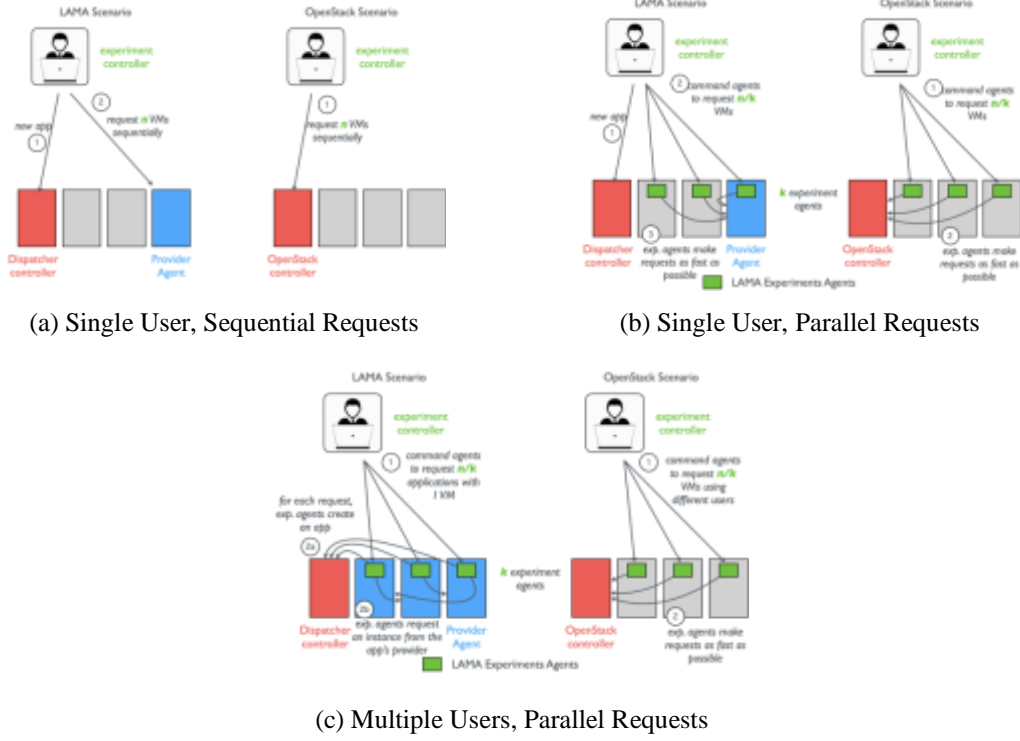 LAMA Scenario
OpenStack Scenario
experiment
controller
experiment
controller
2
request n VMs
sequentially
new app
1
1
request n VMs
sequentially
Dispatcher
controller
Provider
Agent
OpenStack
controller
(a) Single User, Sequential Requests
LAMA Scenario
OpenStack Scenario
experiment
controller
experiment
controller
2
command agents
to request n/k
VMs
new app
1
1
command agents
to request n/k
VMs
k experiment
agents
3
exp. agents make
requests as fast as
possible
Dispatcher
controller
Provider
Agent
OpenStack
controller
2
exp. agents make
requests as fast as
possible
LAMA Experiments Agents
(b) Single User, Parallel Requests
LAMA Scenario
OpenStack Scenario
experiment
controller
experiment
controller
1
command agents
to request n/k
applications with
1 VM
1
command agents
to request n/k
VMs using
different users
for each request,
exp. agents create
an app
2a
k experiment
agents
2b
exp. agents request
an instance from the
app's provider
Dispatcher
controller
Provider
Agent
OpenStack
controller
2
exp. agents make
requests as fast as
possible
LAMA Experiments Agents
(c) Multiple Users, Parallel Requests